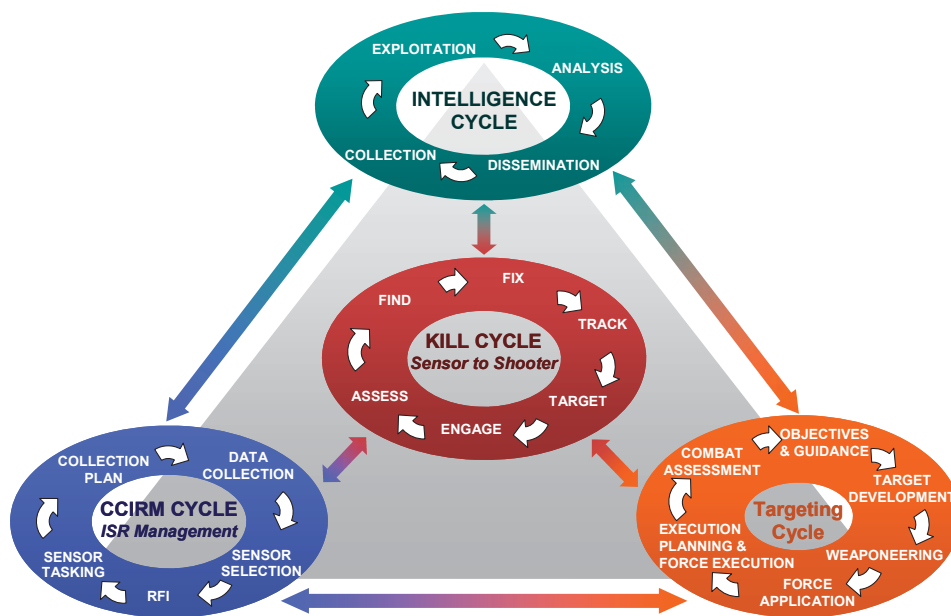 EXPLOITATION
ANALYSIS
INTELLIGENCE
CYCLE
COLLECTION
DISSEMINATION
FIX
FIND
TRACK
KILL CYCLE
Sensor to Shooter
ASSESS
TARGET
ENGAGE
COLLECTION
PLAN
DATA
COLLECTION
CCIRM CYCLE
ISR Management
SENSOR
TASKING
SENSOR
SELECTION
RFI
OBJECTIVES
& GUIDANCE
COMBAT
ASSESSMENT
TARGET
DEVELOPMENT
Targeting
Cycle
EXECUTION
PLANNING &
FORCE EXECUTION
WEAPONEERING
FORCE
APPLICATION